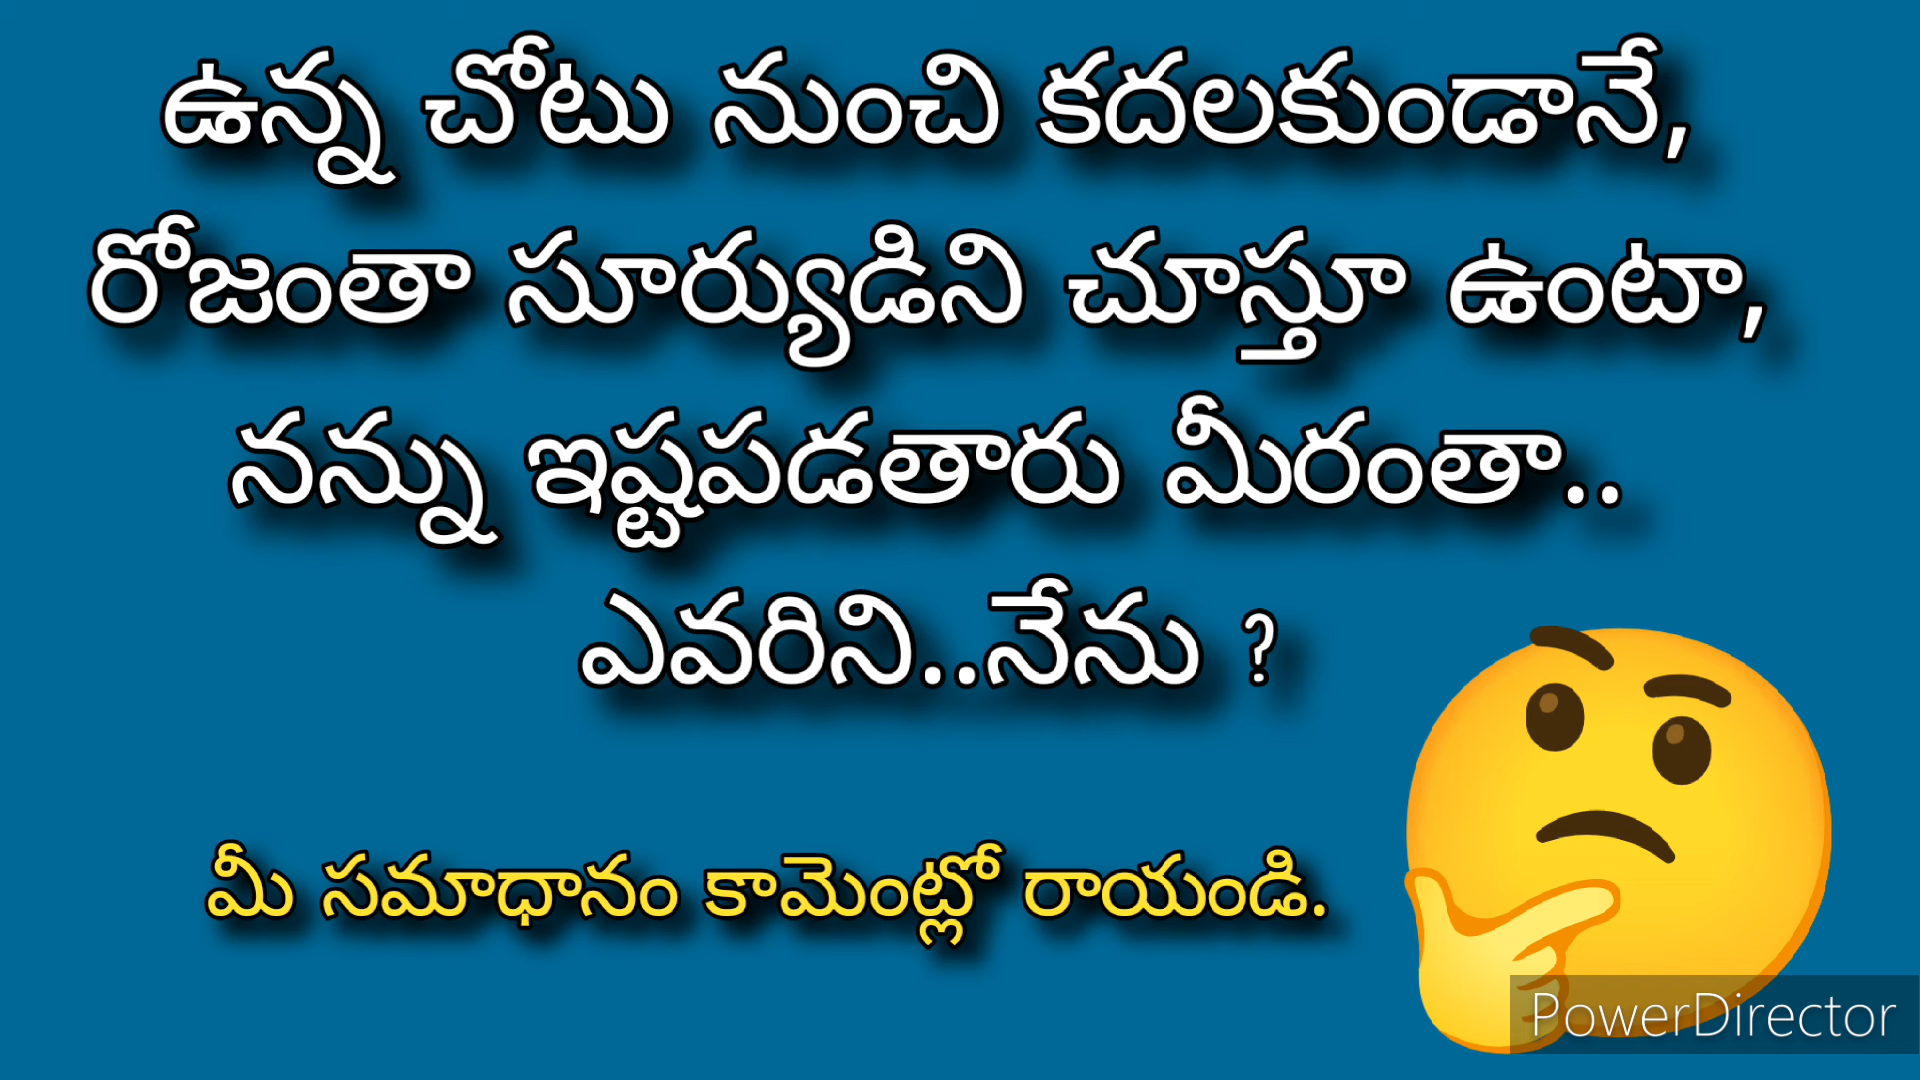 ఉన్న చోటు నుంచి కదలకుండానే,
రోజంతా సూర్యుడిని చూస్తూ ఉంటా,
నన్ను ఇష్టపడతారు మీరంతా..
ఎవరిని..నేను ?
మీ సమాధానం కామెంట్లో రాయండి.
PowerDirector